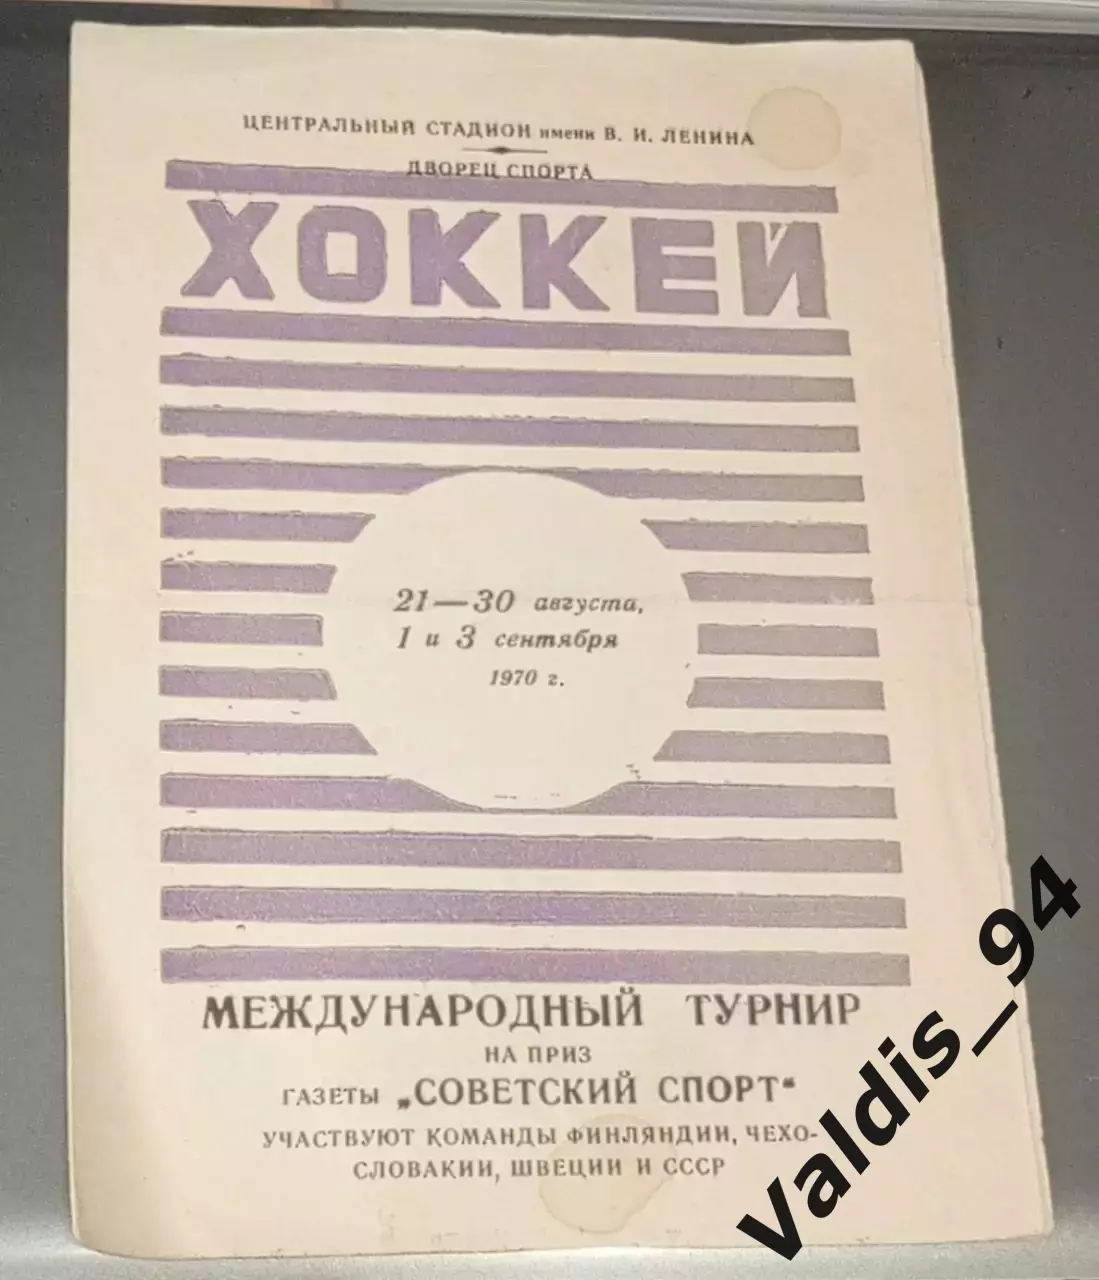 ЦЕНТРАЛЬНЫЙ СТАДИОН имени В. И. ЛЕНИНА
ДВОРЕЦ СПОРТА
ХОККЕЙ
21—30 августа,
1 и 3 сентября
1970 г.
МЕЖДУНАРОДНЫЙ ТУРНИР
НА ПРИЗ
ГАЗЕТЫ „СОВЕТСКИЙ СПОРТ“
УЧАСТВУЮТ КОМАНДЫ ФИНЛЯНДИИ, ЧЕХО-
СЛОВАКИИ, ШВЕЦИИ И СССР
Valdis_94